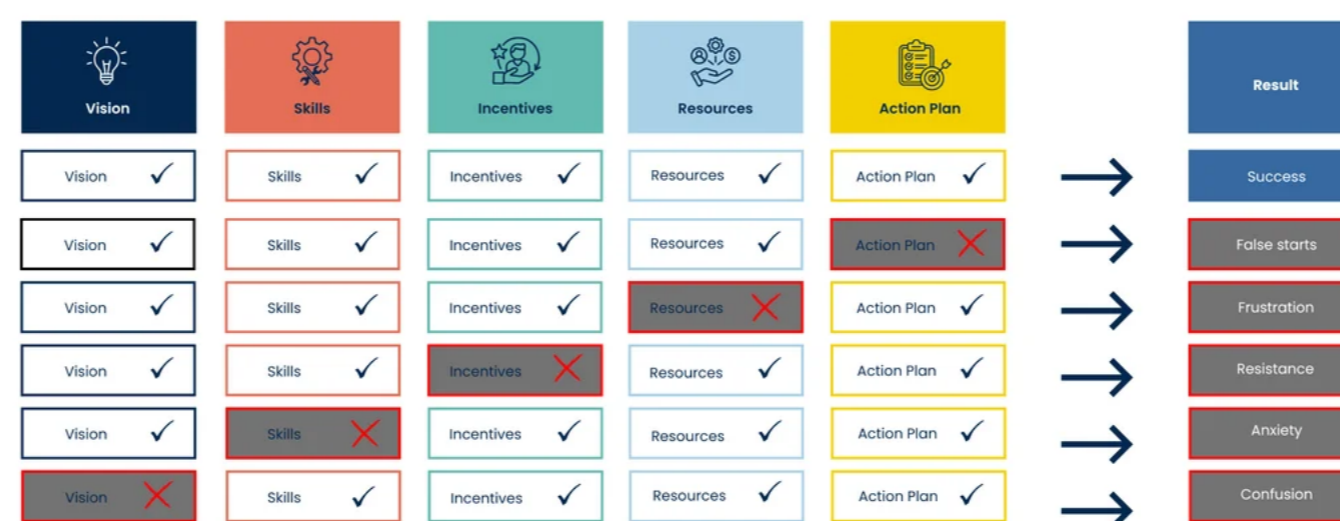 Vision Skills Incentives Resources Action Plan Result
Vision Skills Incentives Resources Action Plan Success
Vision Skills Incentives Resources Action Plan False starts
Vision Skills Incentives Resources Action Plan Frustration
Vision Skills Incentives Resources Action Plan Resistance
Vision Skills Incentives Resources Action Plan Anxiety
Vision Skills Incentives Resources Action Plan Confusion